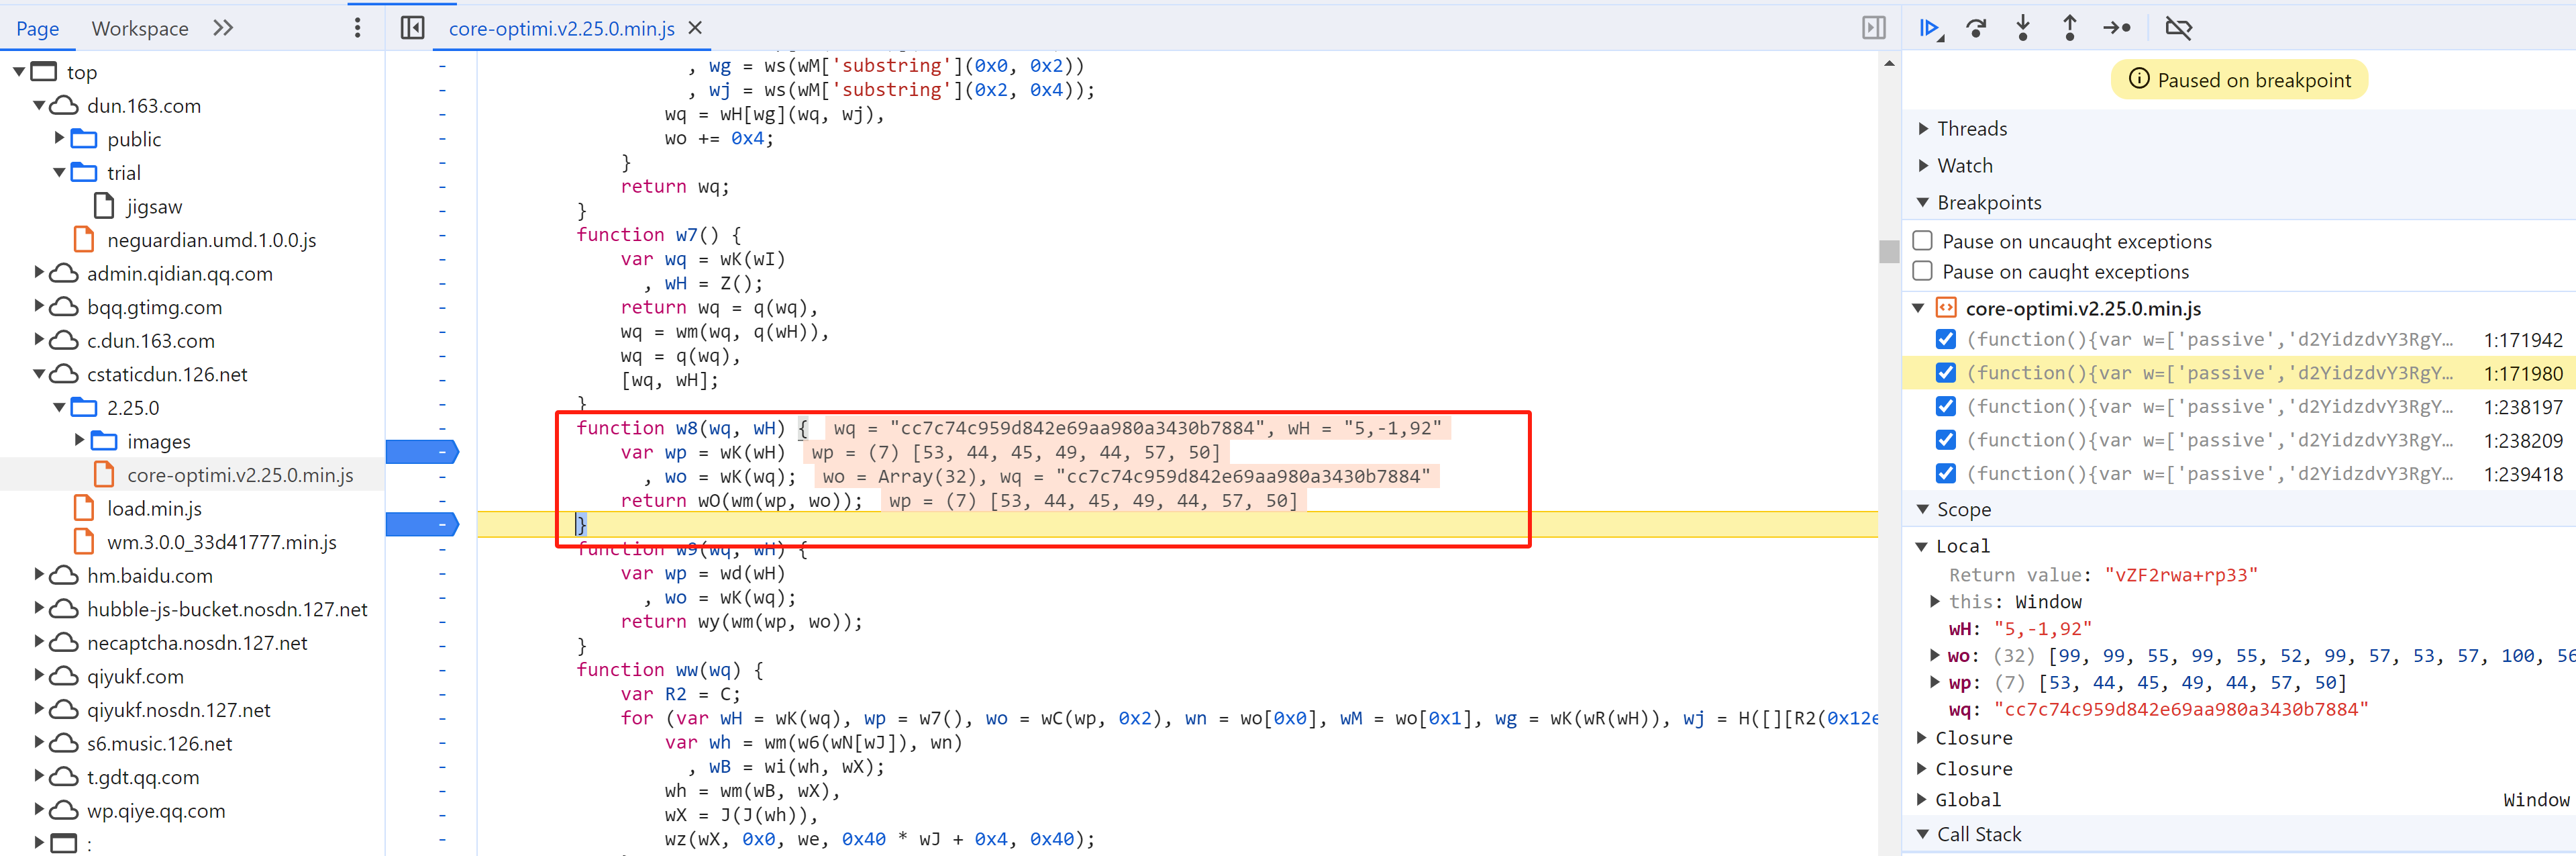 Page Workspace
core-optimi.v2.25.0.min.js
top
dun.163.com
public
trial
jigsaw
neguardian.umd.1.0.0.js
admin.qidian.qq.com
bqq.gtimg.com
c.dun.163.com
cstaticdun.126.net
2.25.0
images
core-optimi.v2.25.0.min.js
load.min.js
wm.3.0.0_33d41777.min.js
hm.baidu.com
hubble-js-bucket.nosdn.127.net
necaptcha.nosdn.127.net
qiyukf.com
qiyukf.nosdn.127.net
s6.music.126.net
t.gdt.qq.com
wp.qiye.qq.com
:
, wg = ws(wM['substring'](0x0, 0x2))
, wj = ws(wM['substring'](0x2, 0x4));
wq = wH[wg](wq, wj),
wo += 0x4;
}
return wq;
}
function w7() {
var wq = wK(wI)
, wH = Z();
return wq = q(wq),
wq = wm(wq, q(wH)),
wq = q(wq),
[wq, wH];
}
function w8(wq, wH) { wq = "cc7c74c959d842e69aa980a3430b7884", wH = "5,-1,92"
var wp = wK(wH) wp = (7) [53, 44, 45, 49, 44, 57, 50]
, wo = wK(wq); wo = Array(32), wq = "cc7c74c959d842e69aa980a3430b7884"
return wO(wm(wp, wo)); wp = (7) [53, 44, 45, 49, 44, 57, 50]
}
function w9(wq, wH) {
var wp = wd(wH)
, wo = wK(wq);
return wy(wm(wp, wo));
}
function ww(wq) {
var R2 = C;
for (var wH = wK(wq), wp = w7(), wo = wC(wp, 0x2), wn = wo[0x0], wM = wo[0x1], wg = wK(wR(wH)), wj = H([][R2(0x12e
var wh = wm(w6(wN[wJ]), wn)
, wB = wi(wh, wX);
wh = wm(wB, wX),
wX = J(J(wh)),
wz(wX, 0x0, we, 0x40 * wJ + 0x4, 0x40);
Paused on breakpoint
Threads
Watch
Breakpoints
Pause on uncaught exceptions
Pause on caught exceptions
core-optimi.v2.25.0.min.js
(function(){var w=['passive','d2YidzdvY3RgY… 1:171942
(function(){var w=['passive','d2YidzdvY3RgY… 1:171980
(function(){var w=['passive','d2YidzdvY3RgY… 1:238197
(function(){var w=['passive','d2YidzdvY3RgY… 1:238209
(function(){var w=['passive','d2YidzdvY3RgY… 1:239418
Scope
Local
Return value: "vZF2rwa+rp33"
this: Window
wH: "5,-1,92"
wo: (32) [99, 99, 55, 99, 55, 52, 99, 57, 53, 57, 100, 56
wp: (7) [53, 44, 45, 49, 44, 57, 50]
wq: "cc7c74c959d842e69aa980a3430b7884"
Closure
Closure
Global Window
Call Stack